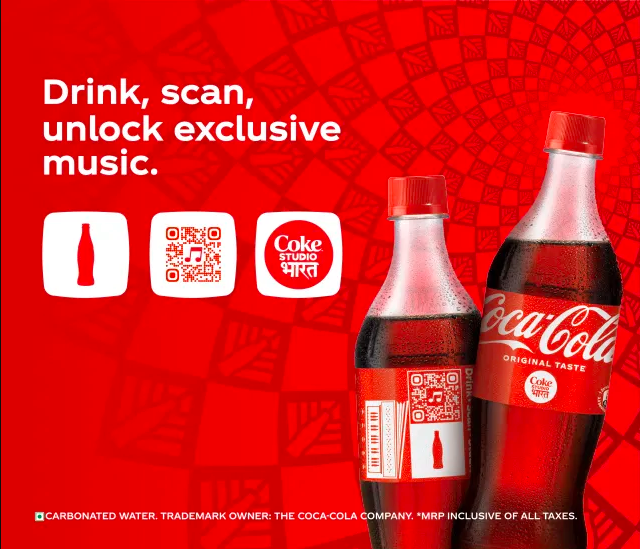 Drink, scan,
unlock exclusive
music.
Coke
STUDIO
भारत
Coca-Cola
ORIGINAL TASTE
Coke
STUDIO
भारत
CARBONATED WATER. TRADEMARK OWNER: THE COCA-COLA COMPANY. *MRP INCLUSIVE OF ALL TAXES.